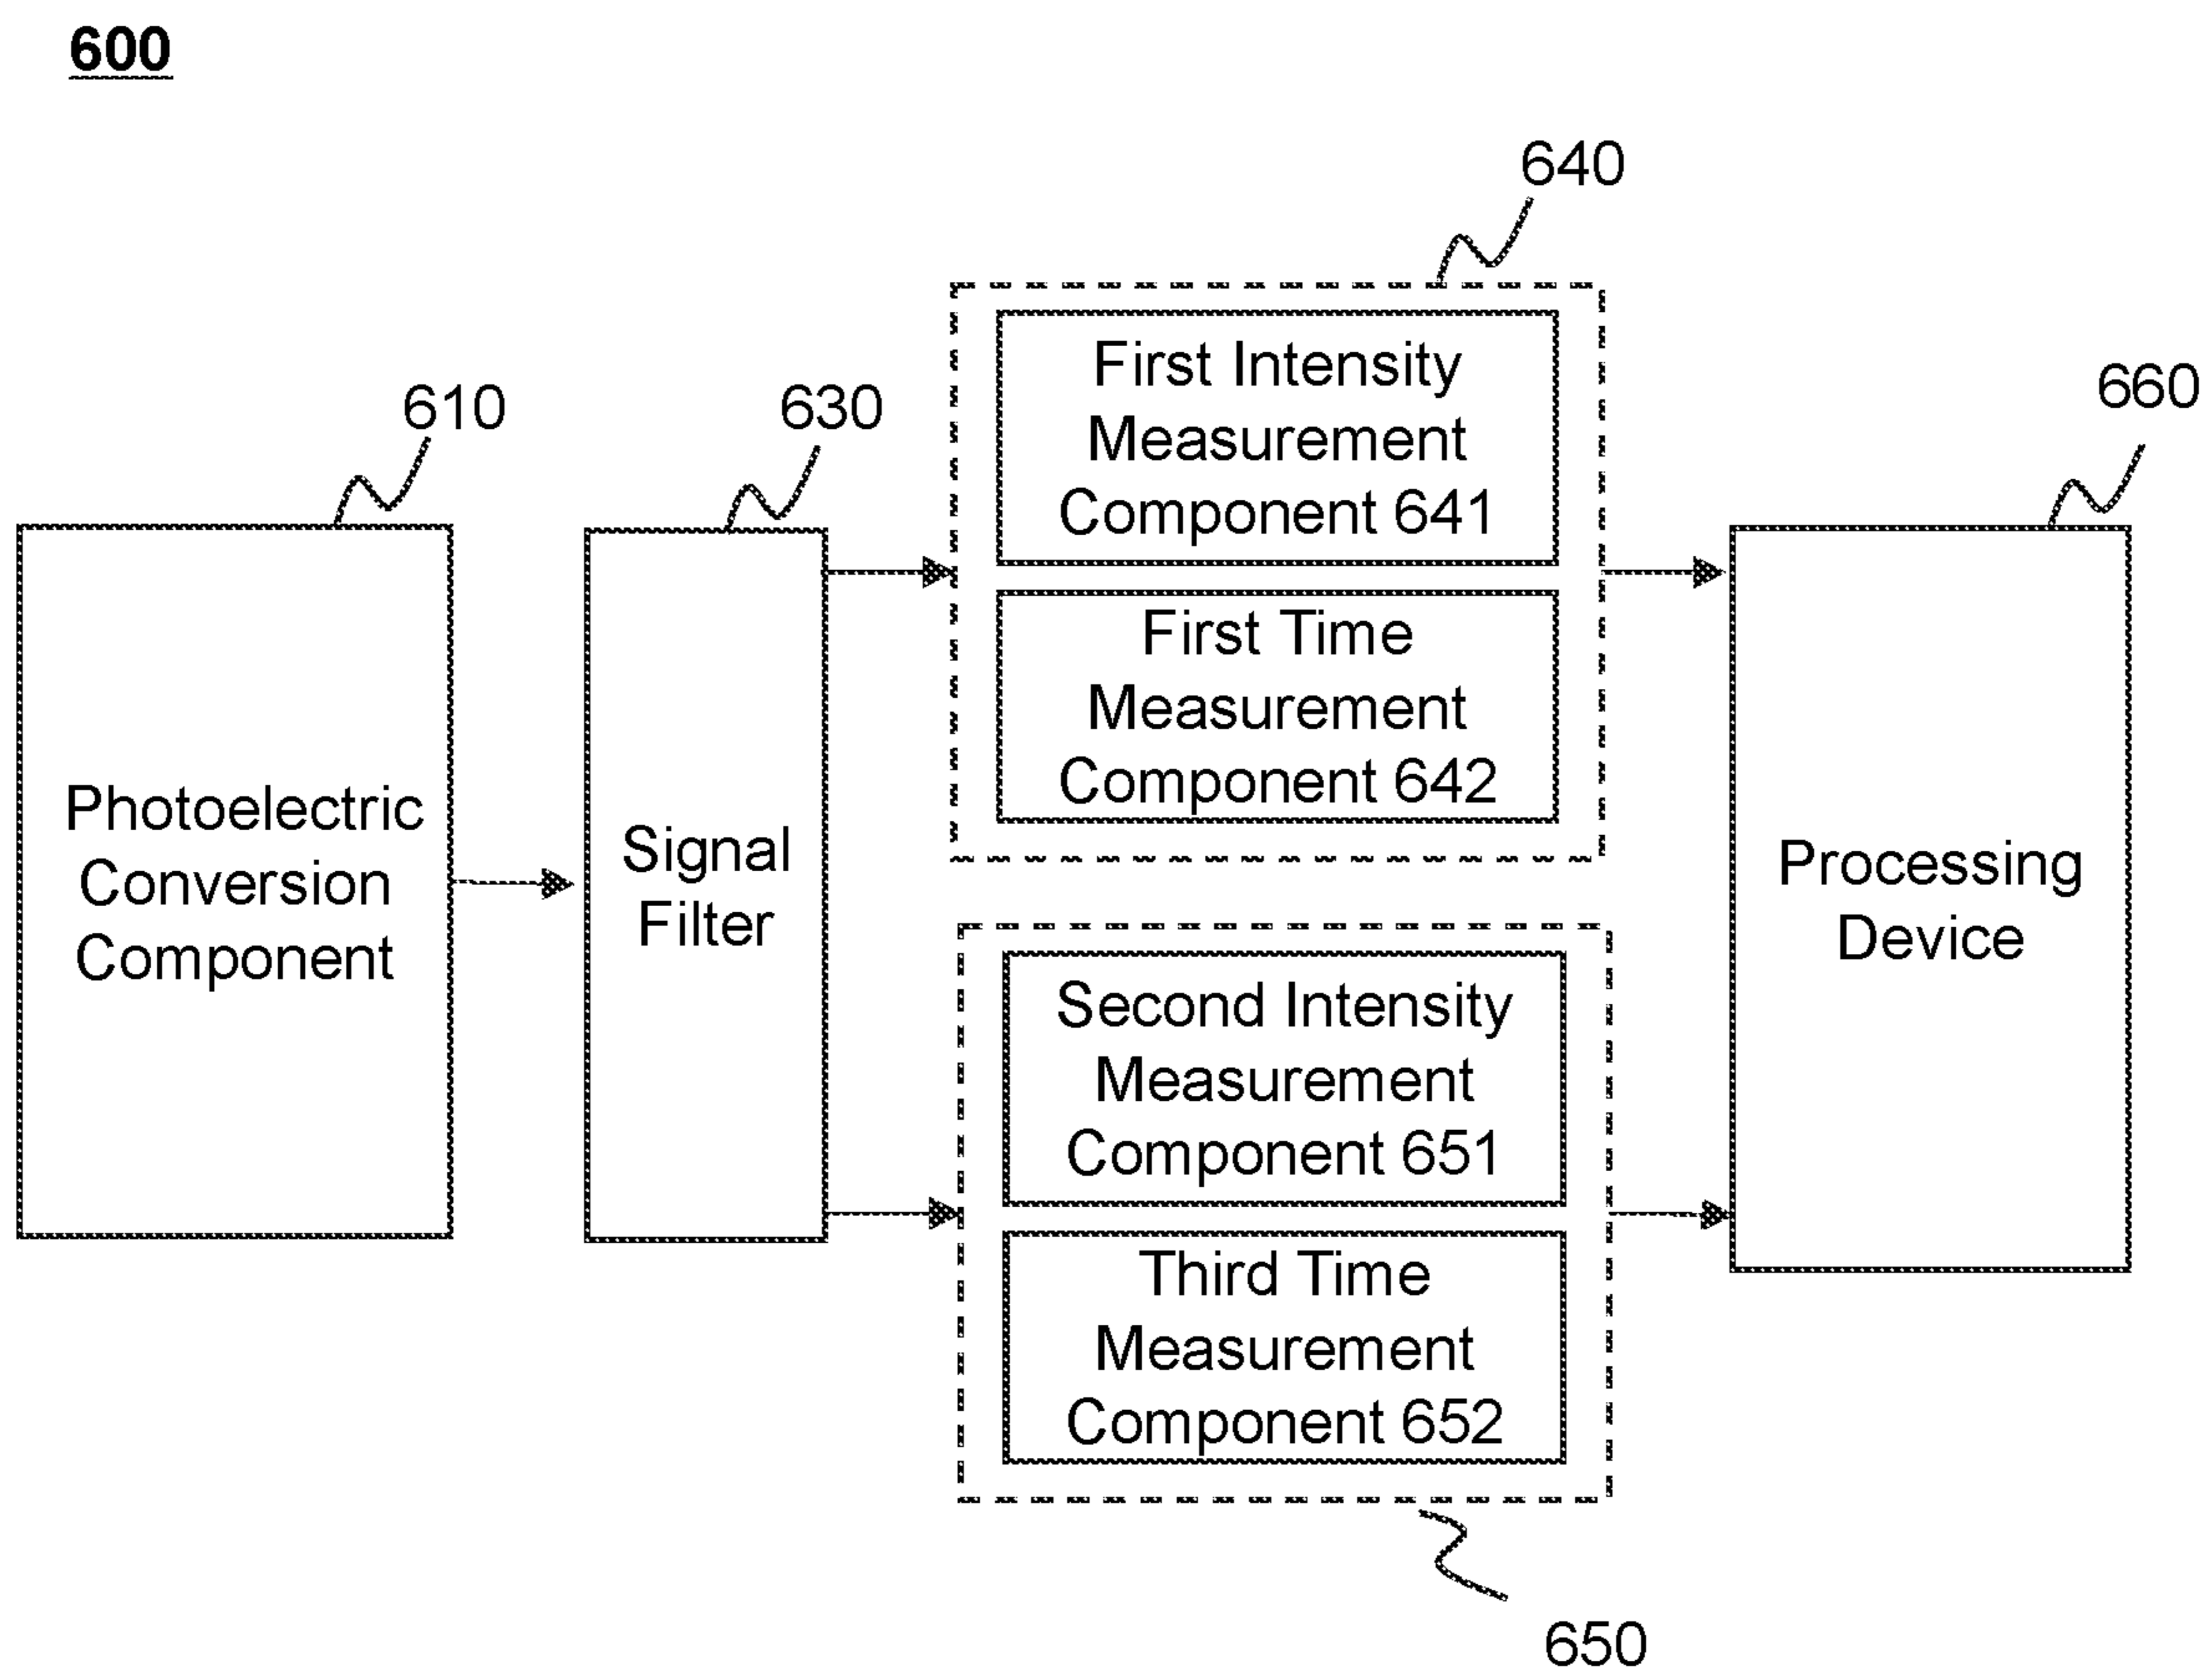 600
640
First Intensity
Measurement
Component 641
First Time
Measurement
Component 642
610
630
660
Photoelectric
Conversion
Component
Signal
Filter
Processing
Device
Second Intensity
Measurement
Component 651
Third Time
Measurement
Component 652
650